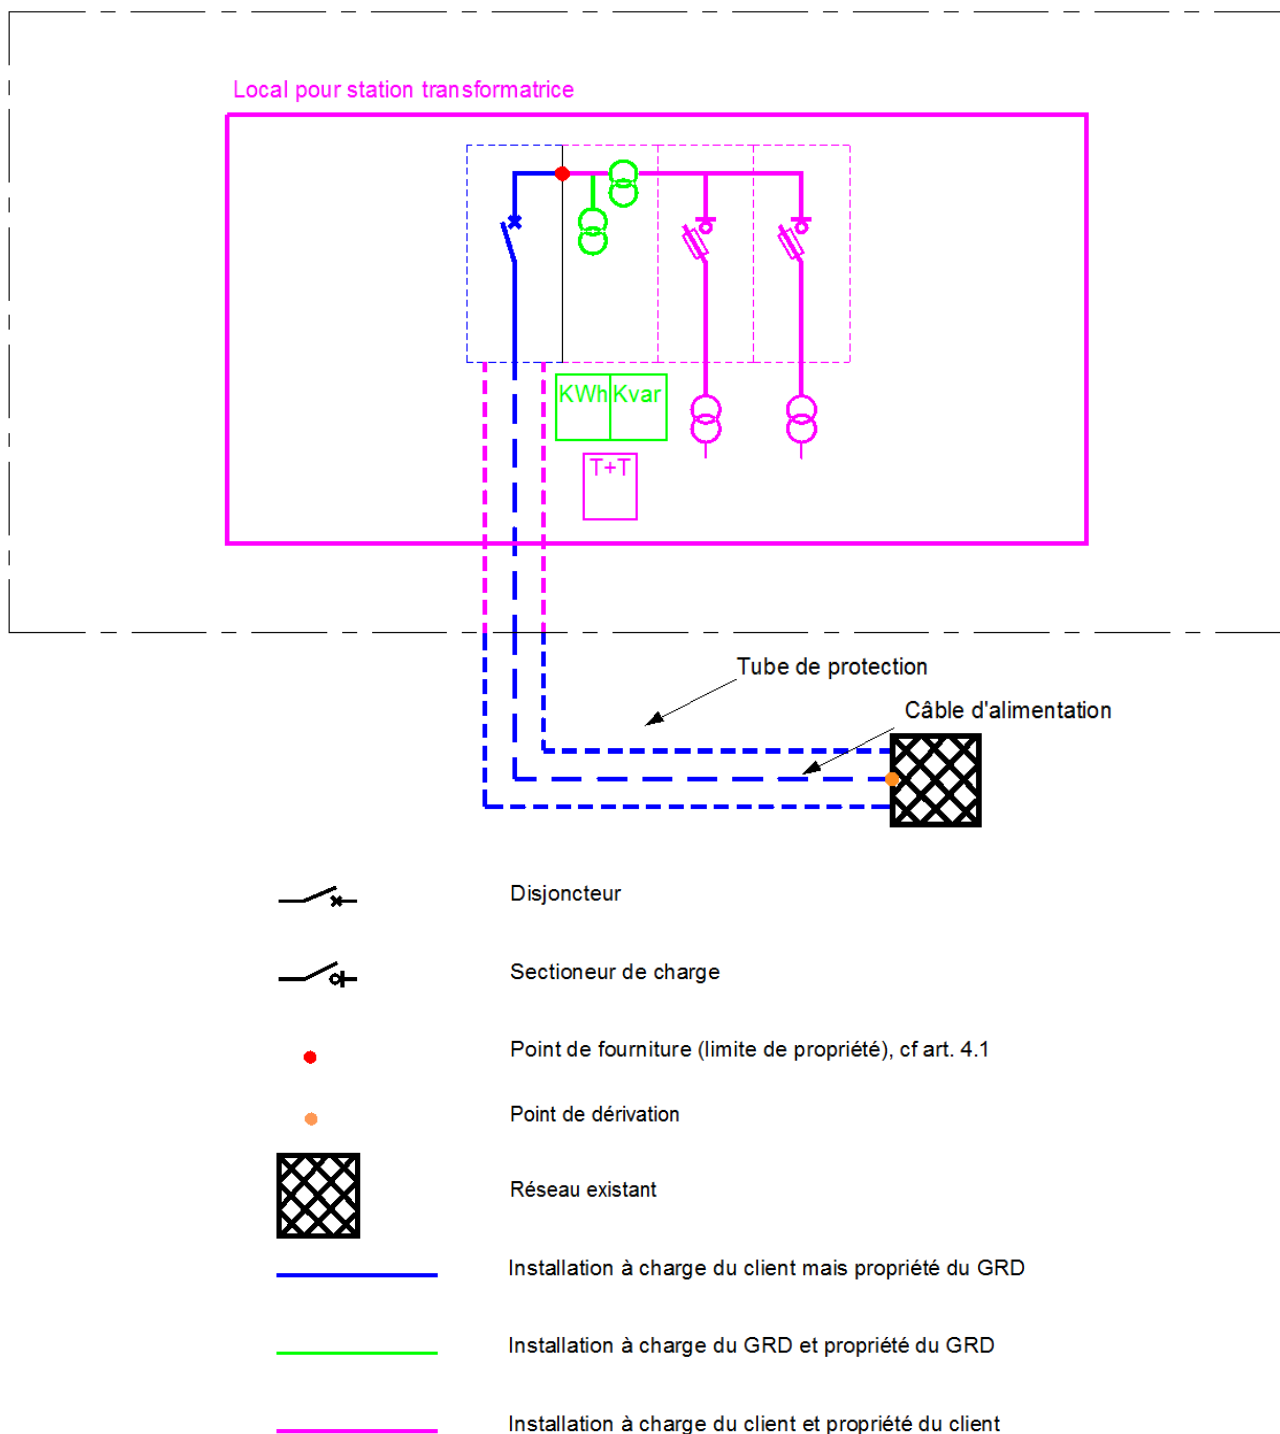 Local pour station transformatrice
KWh Kvar
T+T
Tube de protection
Câble d'alimentation
Disjoncteur
Sectioneur de charge
Point de fourniture (limite de propriété), cf art. 4.1
Point de dérivation
Réseau existant
Installation à charge du client mais propriété du GRD
Installation à charge du GRD et propriété du GRD
Installation à charge du client et propriété du client